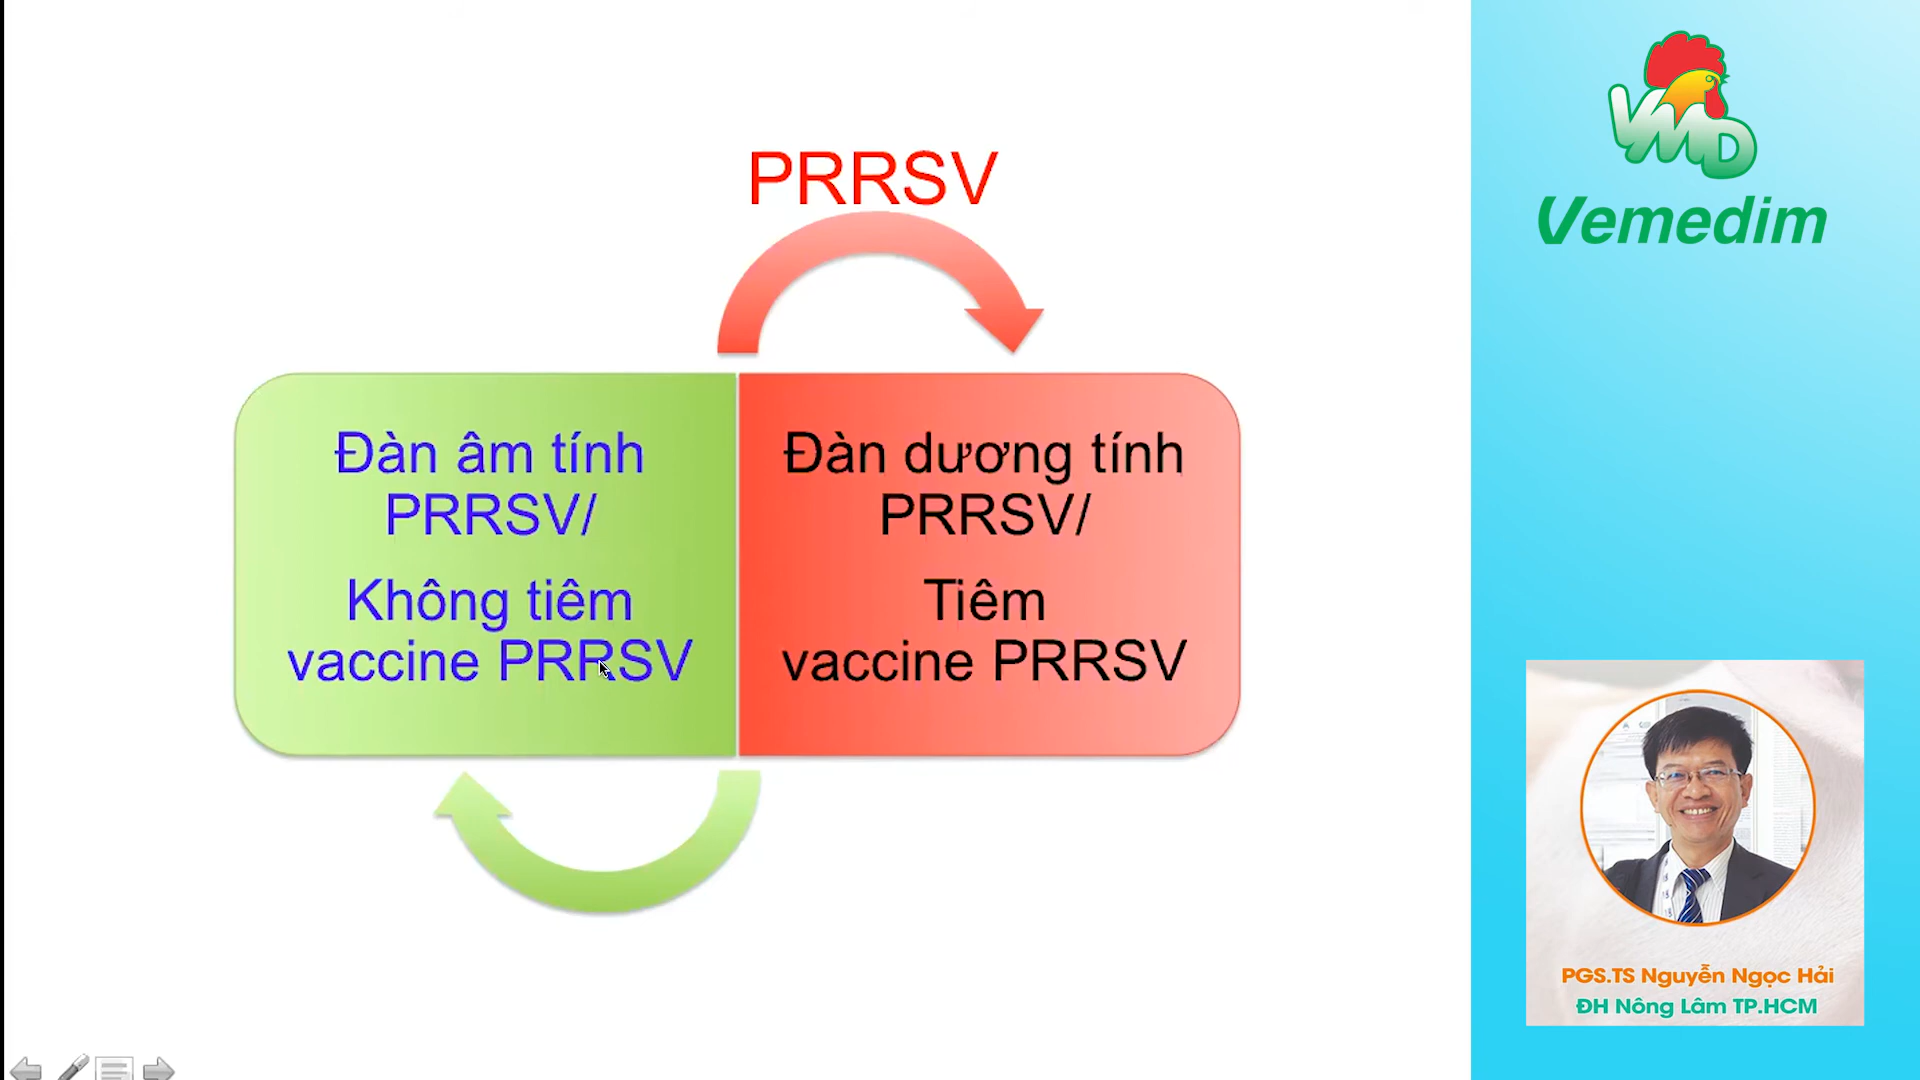 PRRSV
Đàn âm tính
PRRSV/
Không tiêm
vaccine PRRSV
Đàn dương tính
PRRSV/
Tiêm
vaccine PRRSV
VMD
Vemedim
PGS.TS Nguyễn Ngọc Hải
ĐH Nông Lâm TP.HCM